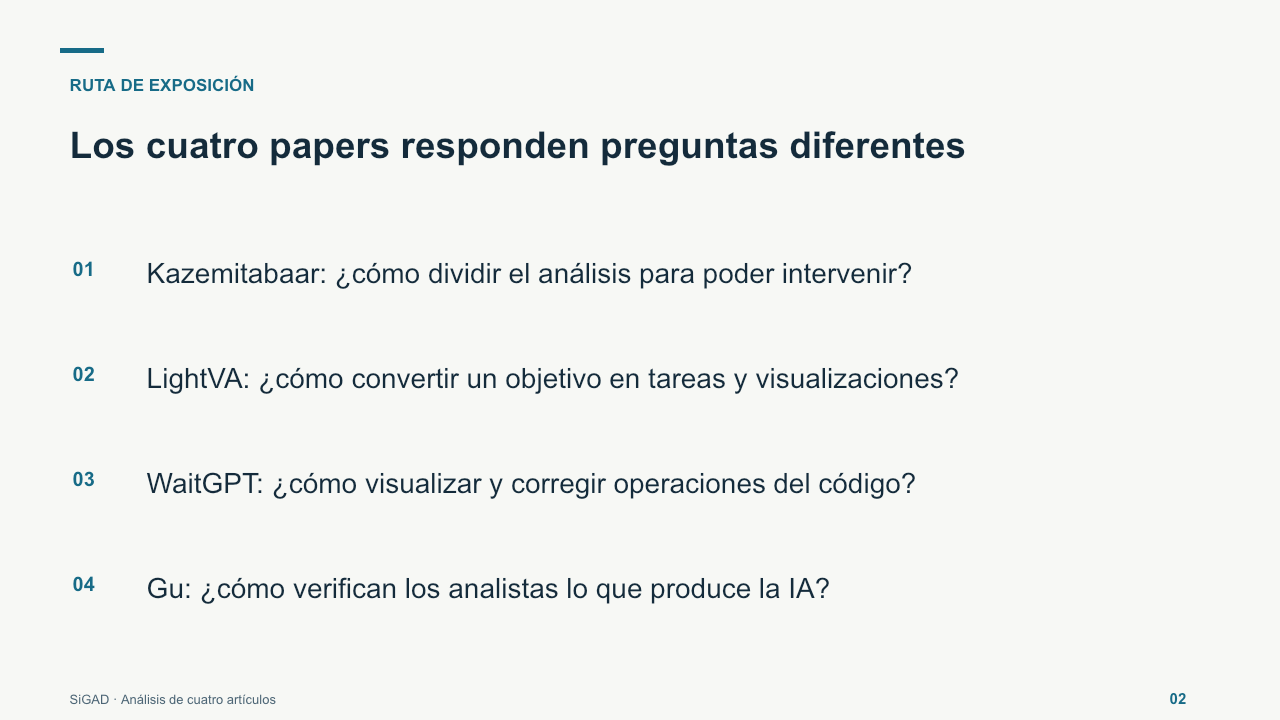 RUTA DE EXPOSICIÓN
Los cuatro papers responden preguntas diferentes
01 Kazemitabaar: ¿cómo dividir el análisis para poder intervenir?
02 LightVA: ¿cómo convertir un objetivo en tareas y visualizaciones?
03 WaitGPT: ¿cómo visualizar y corregir operaciones del código?
04 Gu: ¿cómo verifican los analistas lo que produce la IA?
SiGAD · Análisis de cuatro artículos 02